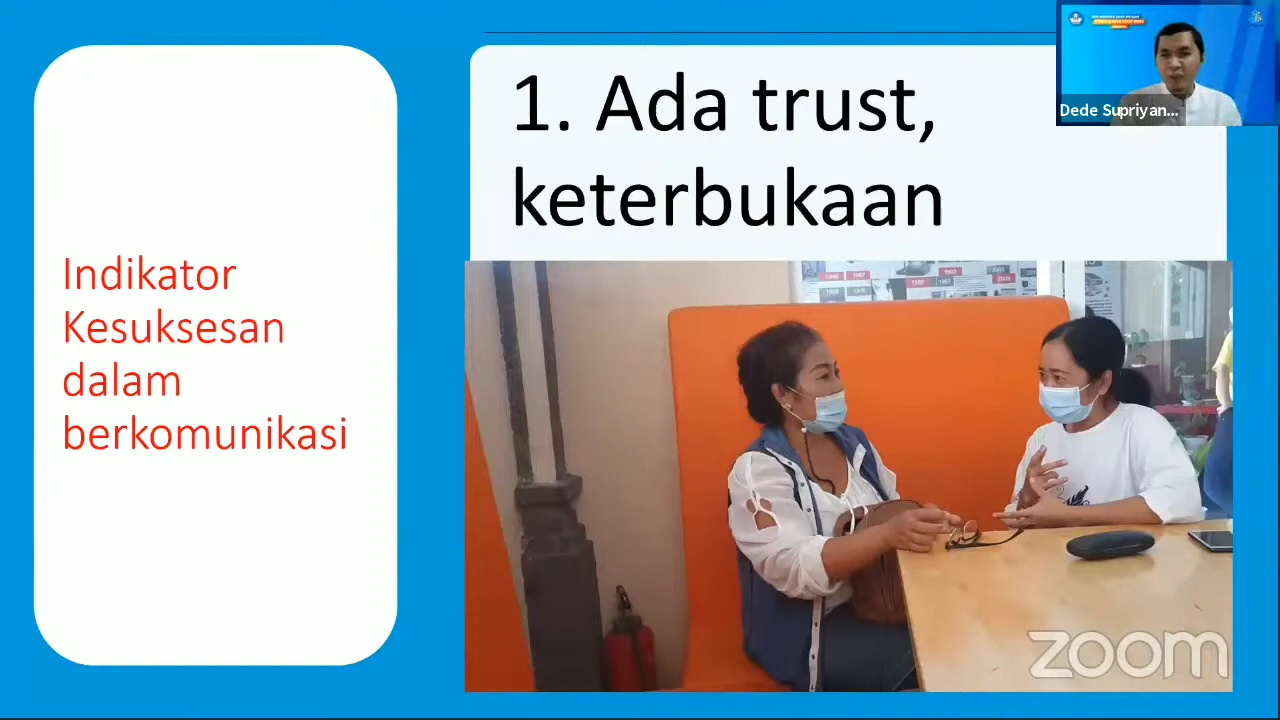 Indikator
Kesuksesan
dalam
berkomunikasi
1. Ada trust,
keterbukaan
Dede Supriyan...
zoom